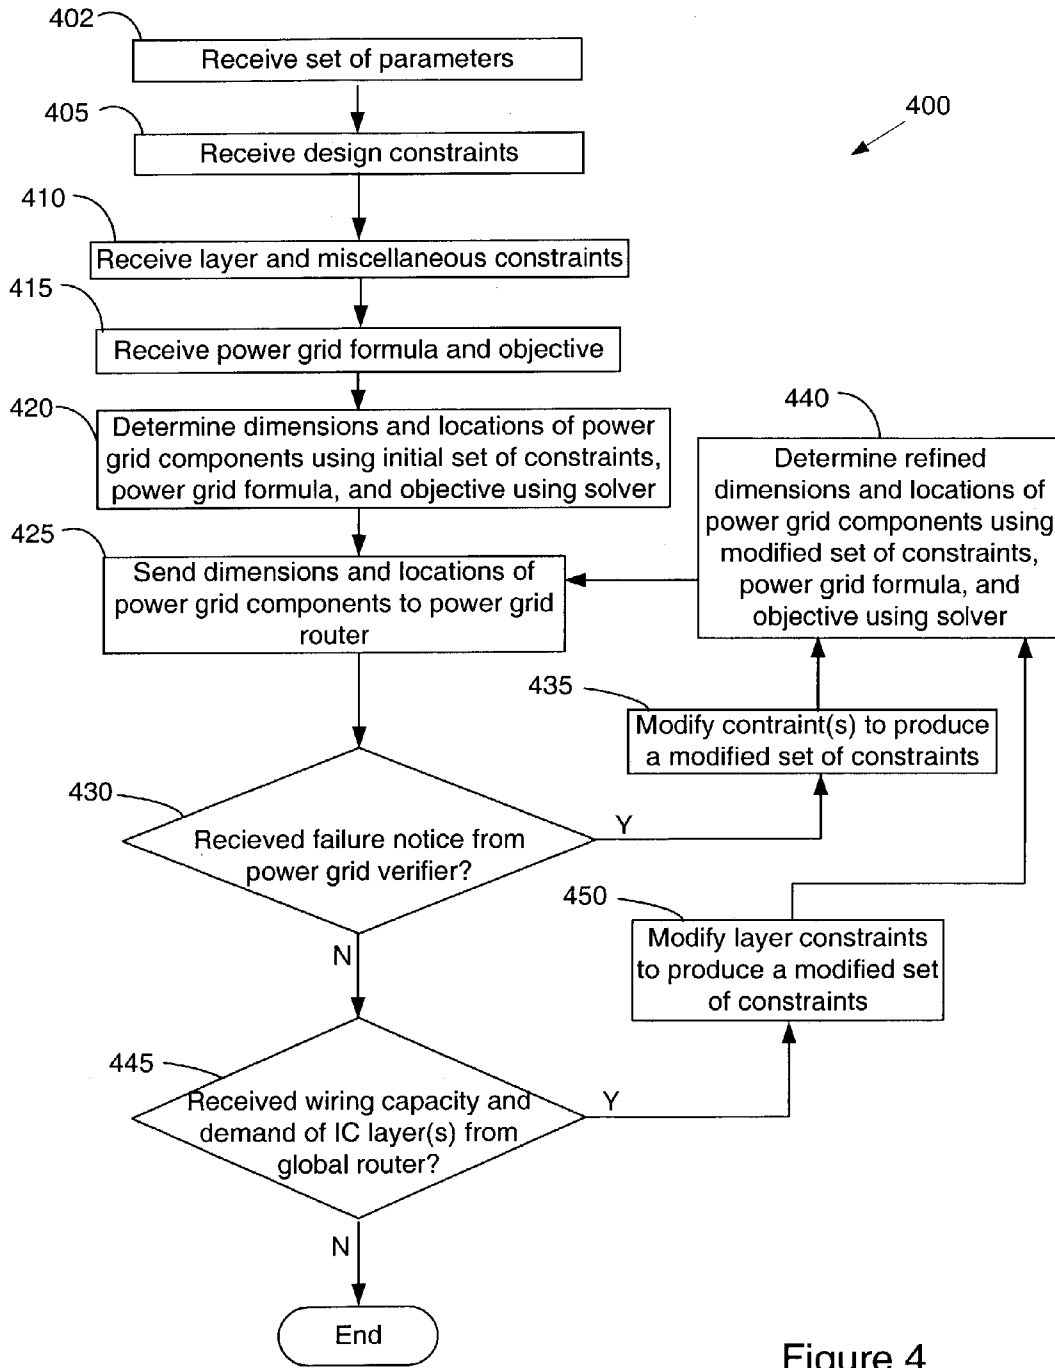 402
Receive set of parameters
405
Receive design constraints
400
410
Receive layer and miscellaneous constraints
415
Receive power grid formula and objective
420
Determine dimensions and locations of power
grid components using initial set of constraints,
power grid formula, and objective using solver
440
Determine refined
dimensions and locations of
power grid components using
modified set of constraints,
power grid formula, and
objective using solver
425
Send dimensions and locations of
power grid components to power grid
router
435
Modify contraint(s) to produce
a modified set of constraints
430
Recieved failure notice from
power grid verifier?
Y
N
450
Modify layer constraints
to produce a modified set
of constraints
445
Received wiring capacity and
demand of IC layer(s) from
global router?
Y
N
End
Figure 4